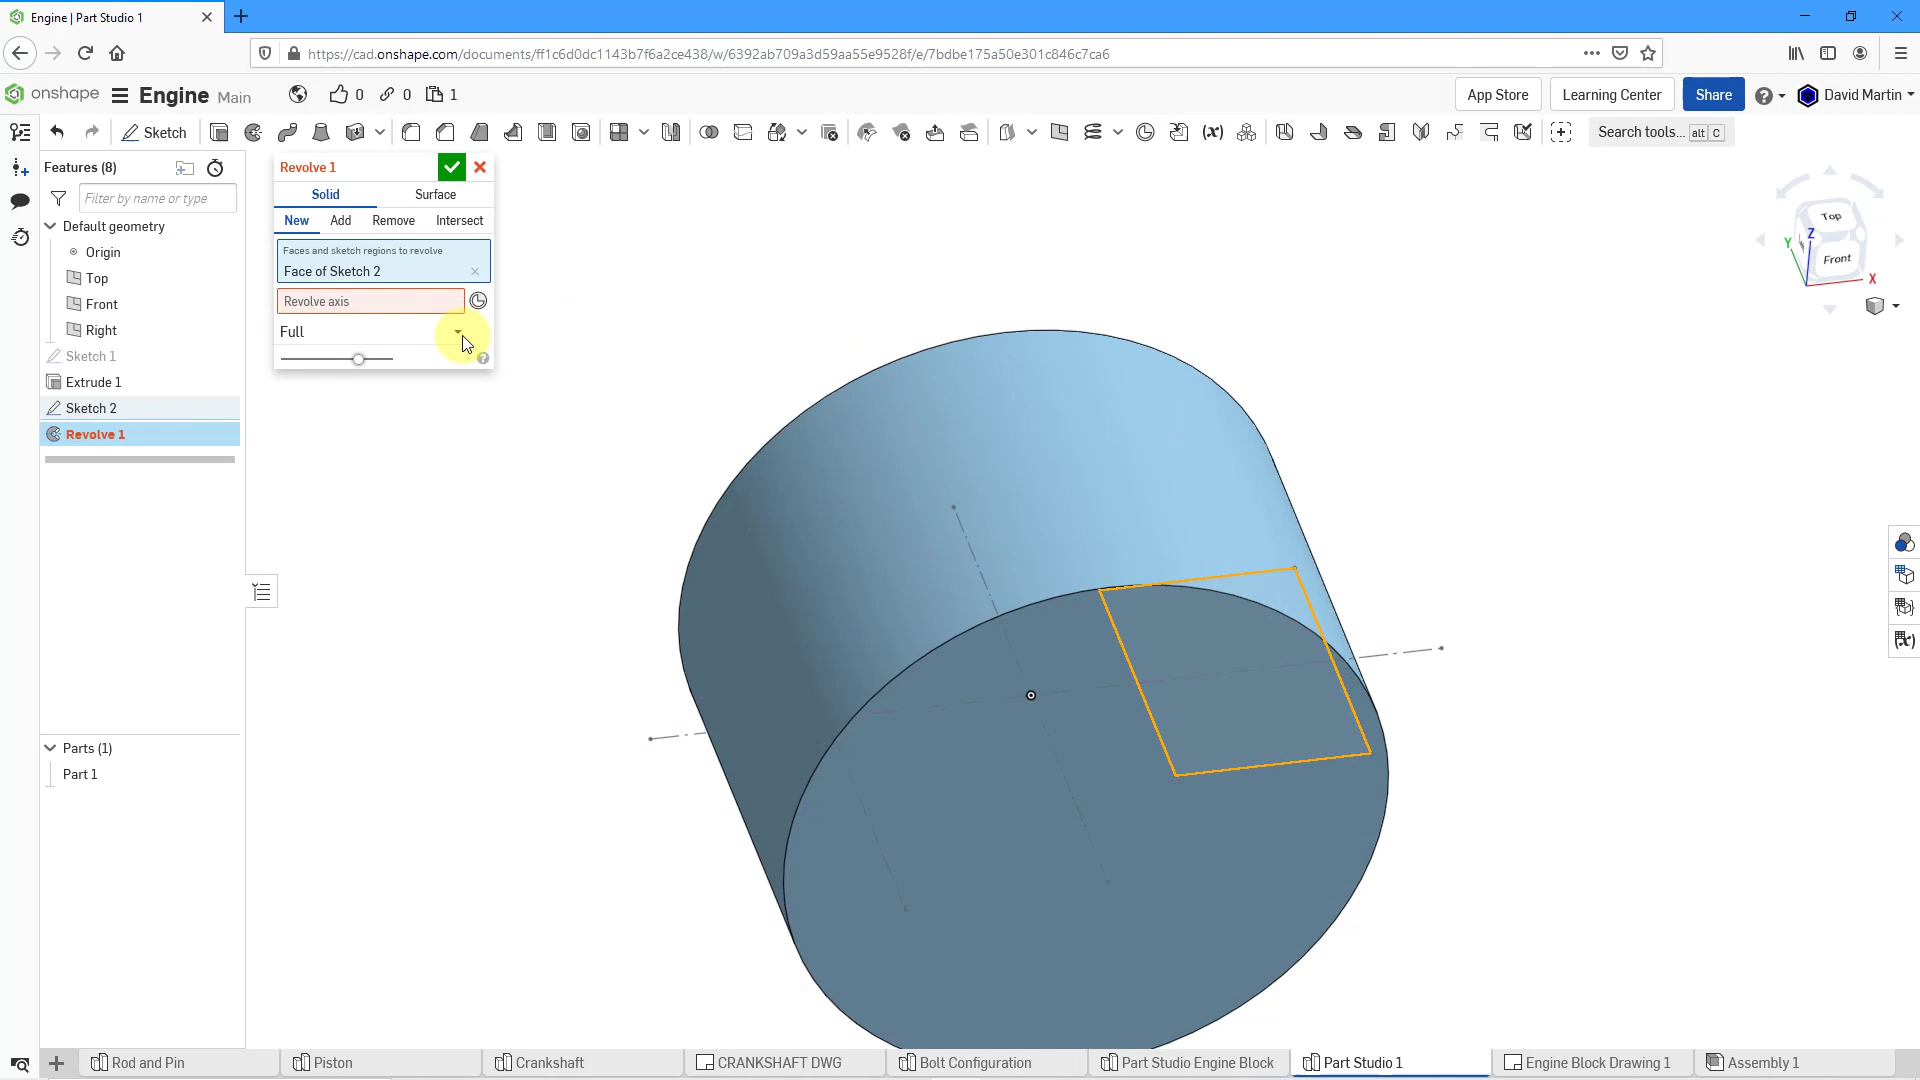 Engine | Part Studio 1
https://cad.onshape.com/documents/ff1c6d0dc1143b7f6a2ce438/w/6392ab709a3d59aa55e9528f/e/7bdbe175a50e301c846c7ca6
onshape Engine Main 0 0 1 App Store Learning Center Share David Martin
Sketch Search tools... alt C
Features (8)
Filter by name or type
Default geometry
Origin
Top
Front
Right
Sketch 1
Extrude 1
Sketch 2
Revolve 1
Parts (1)
Part 1
Revolve 1
Solid Surface
New Add Remove Intersect
Faces and sketch regions to revolve
Face of Sketch 2
Revolve axis
Full
Top
Z
Y
Front
X
Rod and Pin Piston Crankshaft CRANKSHAFT DWG Bolt Configuration Part Studio Engine Block Part Studio 1 Engine Block Drawing 1 Assembly 1